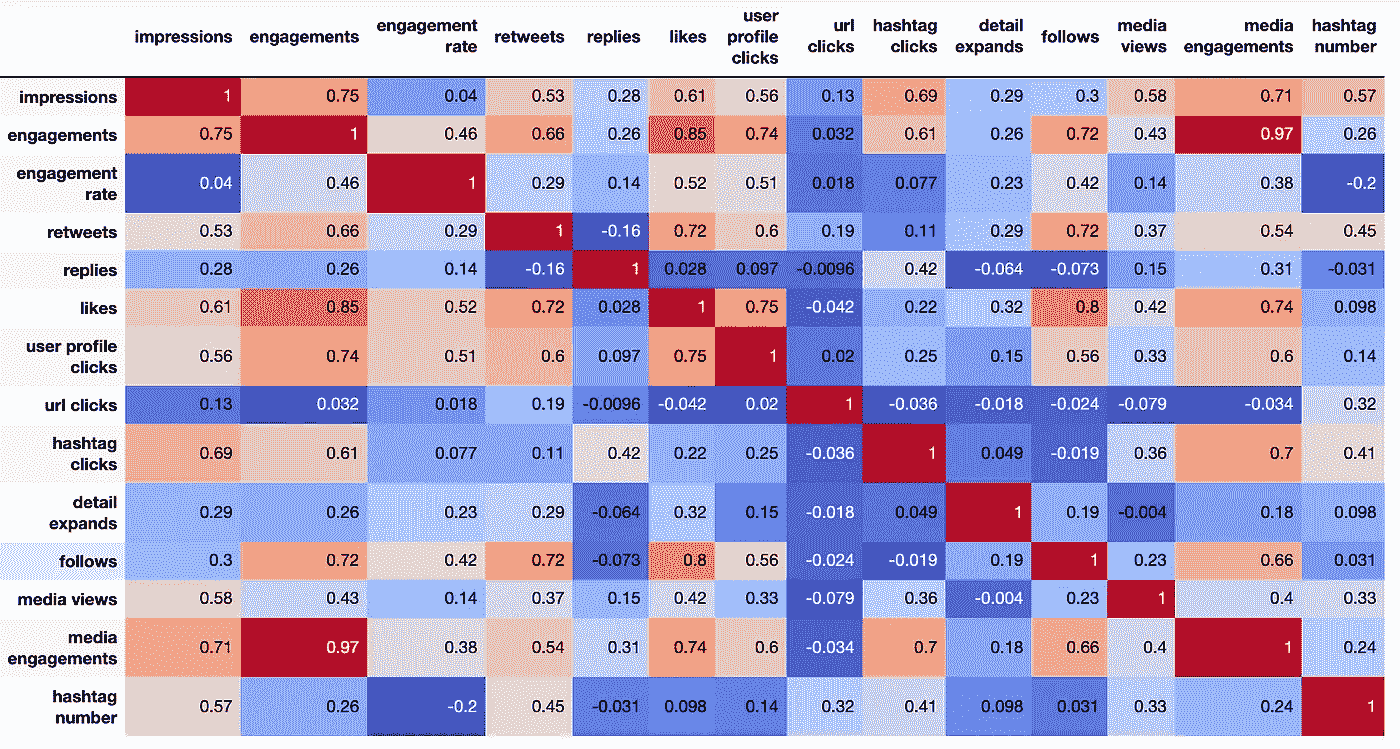 impressions engagements engagement rate retweets replies likes user profile clicks url clicks hashtag clicks detail expands follows media views media engagements hashtag number
impressions 1 0.75 0.04 0.53 0.28 0.61 0.56 0.13 0.69 0.29 0.3 0.58 0.71 0.57
engagements 0.75 1 0.46 0.66 0.26 0.85 0.74 0.032 0.61 0.26 0.72 0.43 0.97 0.26
engagement rate 0.04 0.46 1 0.29 0.14 0.52 0.51 0.018 0.077 0.23 0.42 0.14 0.38 -0.2
retweets 0.53 0.66 0.29 1 -0.16 0.72 0.6 0.19 0.11 0.29 0.72 0.37 0.54 0.45
replies 0.28 0.26 0.14 -0.16 1 0.028 0.097 -0.0096 0.42 -0.064 -0.073 0.15 0.31 -0.031
likes 0.61 0.85 0.52 0.72 0.028 1 0.75 -0.042 0.22 0.32 0.8 0.42 0.74 0.098
user profile clicks 0.56 0.74 0.51 0.6 0.097 0.75 1 0.02 0.25 0.15 0.56 0.33 0.6 0.14
url clicks 0.13 0.032 0.018 0.19 -0.0096 -0.042 0.02 1 -0.036 -0.018 -0.024 -0.079 -0.034 0.32
hashtag clicks 0.69 0.61 0.077 0.11 0.42 0.22 0.25 -0.036 1 0.049 -0.019 0.36 0.7 0.41
detail expands 0.29 0.26 0.23 0.29 -0.064 0.32 0.15 -0.018 0.049 1 0.19 -0.004 0.18 0.098
follows 0.3 0.72 0.42 0.72 -0.073 0.8 0.56 -0.024 -0.019 0.19 1 0.23 0.66 0.031
media views 0.58 0.43 0.14 0.37 0.15 0.42 0.33 -0.079 0.36 -0.004 0.23 1 0.4 0.33
media engagements 0.71 0.97 0.38 0.54 0.31 0.74 0.6 -0.034 0.7 0.18 0.66 0.4 1 0.24
hashtag number 0.57 0.26 -0.2 0.45 -0.031 0.098 0.14 0.32 0.41 0.098 0.031 0.33 0.24 1